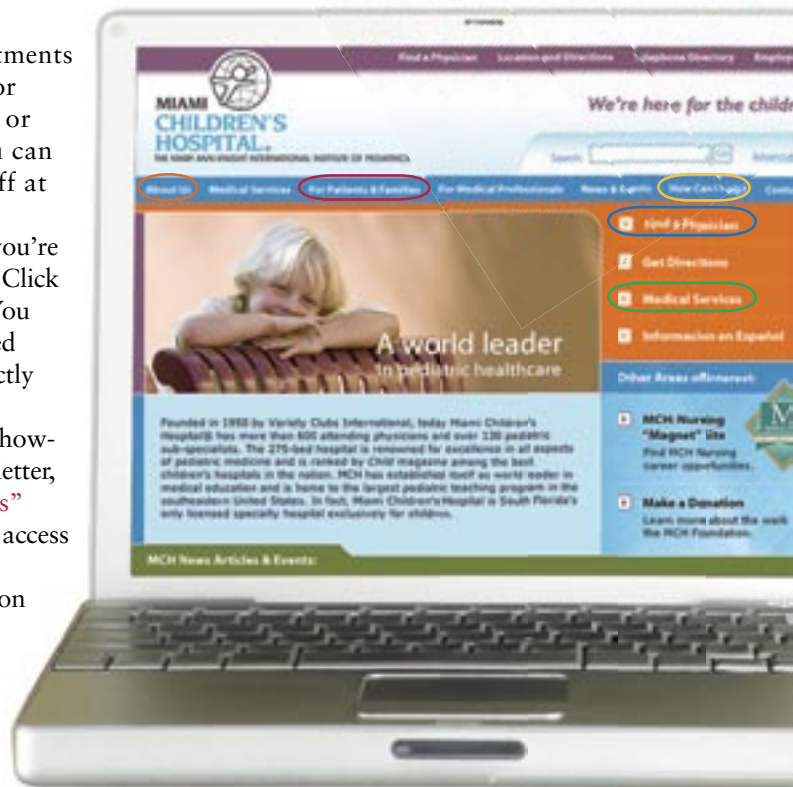 tments
or
or
n can
ff at
you're
Click
You
ed
ctly
how-
letter,
s”
access
on
Find a Physician Location and Directions Telephone Directory Employ
MIAMI
CHILDREN'S
HOSPITAL®
We're here for the childr
Search
About Us Medical Services For Patients & Families For Medical Professionals News & Events How Can I Help? Conta
Find a Physician
Get Directions
Medical Services
Informacion en Español
A world leader
in pediatric healthcare
Other Areas of Interest:
MCH Nursing
"Magnet" Site
Find MCH Nursing
career opportunities.
Make a Donation
Learn more about the work
the MCH Foundation.
M
Founded in 1950 by Variety Clubs International, today Miami Children's
Hospital® has more than 600 attending physicians and over 130 pediatric
sub-specialists. The 275-bed hospital is renowned for excellence in all aspects
of pediatric medicine and is ranked by Child magazine among the best
children's hospitals in the nation. MCH has established itself as world leader in
medical education and is home to the largest pediatric teaching program in the
southeastern United States. In fact, Miami Children's Hospital is South Florida's
only licensed specialty hospital exclusively for children.
MCH News Articles & Events: